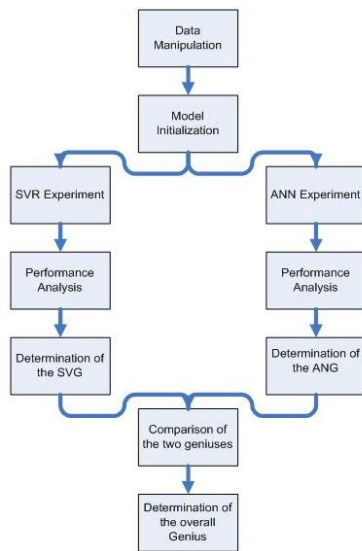 Data
Manipulation
Model
Initialization
SVR Experiment
ANN Experiment
Performance
Analysis
Performance
Analysis
Determination of
the SVG
Determination of
the ANG
Comparison of
the two geniuses
Determination of
the overall
Genius